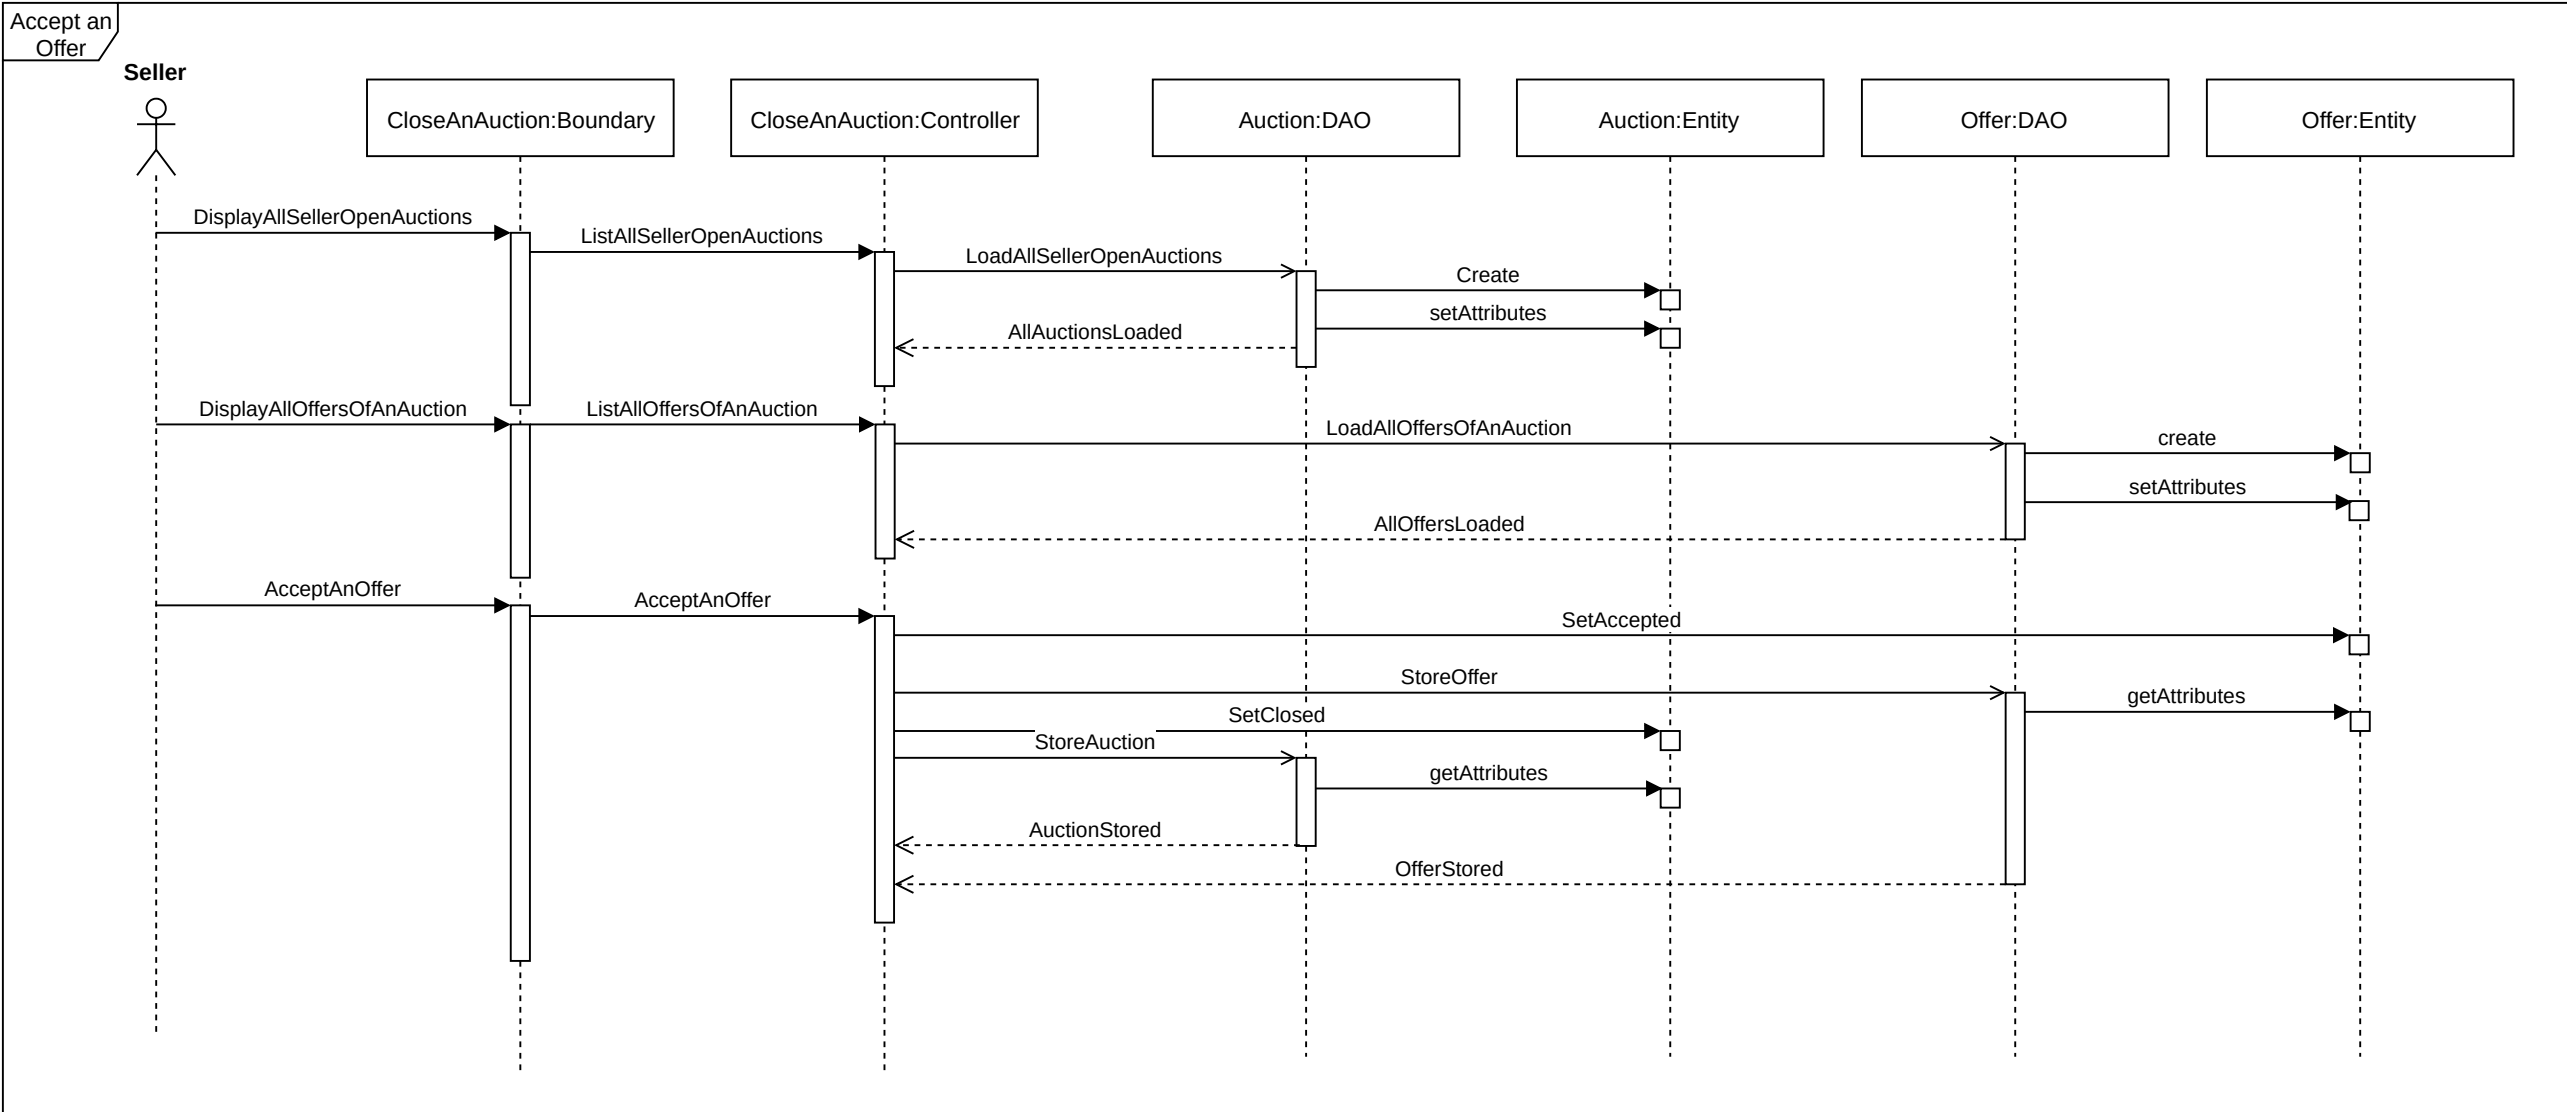 Accept an
Offer
Seller
CloseAnAuction:Boundary
CloseAnAuction:Controller
Auction:DAO
Auction:Entity
Offer:DAO
Offer:Entity
DisplayAllSellerOpenAuctions
ListAllSellerOpenAuctions
LoadAllSellerOpenAuctions
Create
setAttributes
AllAuctionsLoaded
DisplayAllOffersOfAnAuction
ListAllOffersOfAnAuction
LoadAllOffersOfAnAuction
create
setAttributes
AllOffersLoaded
AcceptAnOffer
AcceptAnOffer
SetAccepted
StoreOffer
getAttributes
SetClosed
StoreAuction
getAttributes
AuctionStored
OfferStored